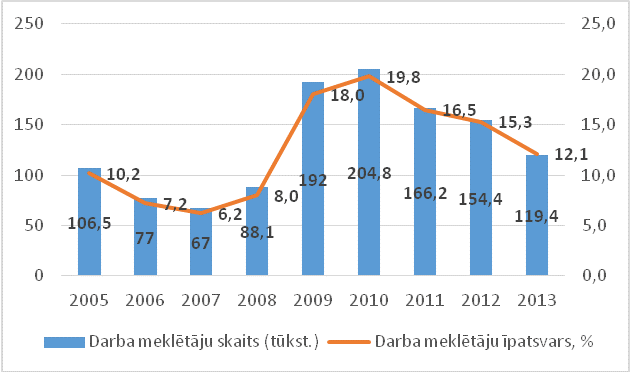 250 25,0
200 20,0
150 15,0
100 10,0
50 5,0
0 0,0
10,2 7,2 6,2 8,0 18,0 19,8 16,5 15,3 12,1
106,5 77 67 88,1 192 204,8 166,2 154,4 119,4
2005 2006 2007 2008 2009 2010 2011 2012 2013
Darba meklētāju skaits (tūkst.) Darba meklētāju īpatsvars, %